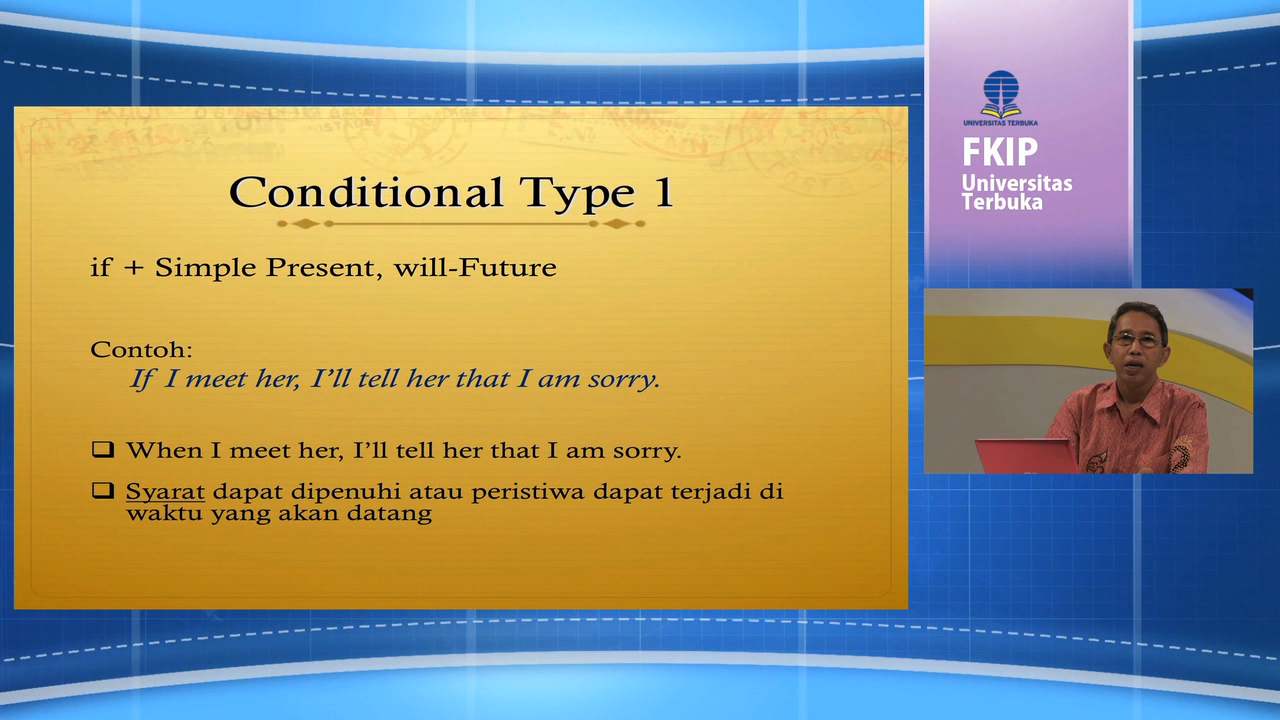 Conditional Type 1
if + Simple Present, will-Future
Contoh:
If I meet her, I’ll tell her that I am sorry.
When I meet her, I’ll tell her that I am sorry.
Syarat dapat dipenuhi atau peristiwa dapat terjadi di
waktu yang akan datang
UNIVERSITAS TERBUKA
FKIP
Universitas
Terbuka